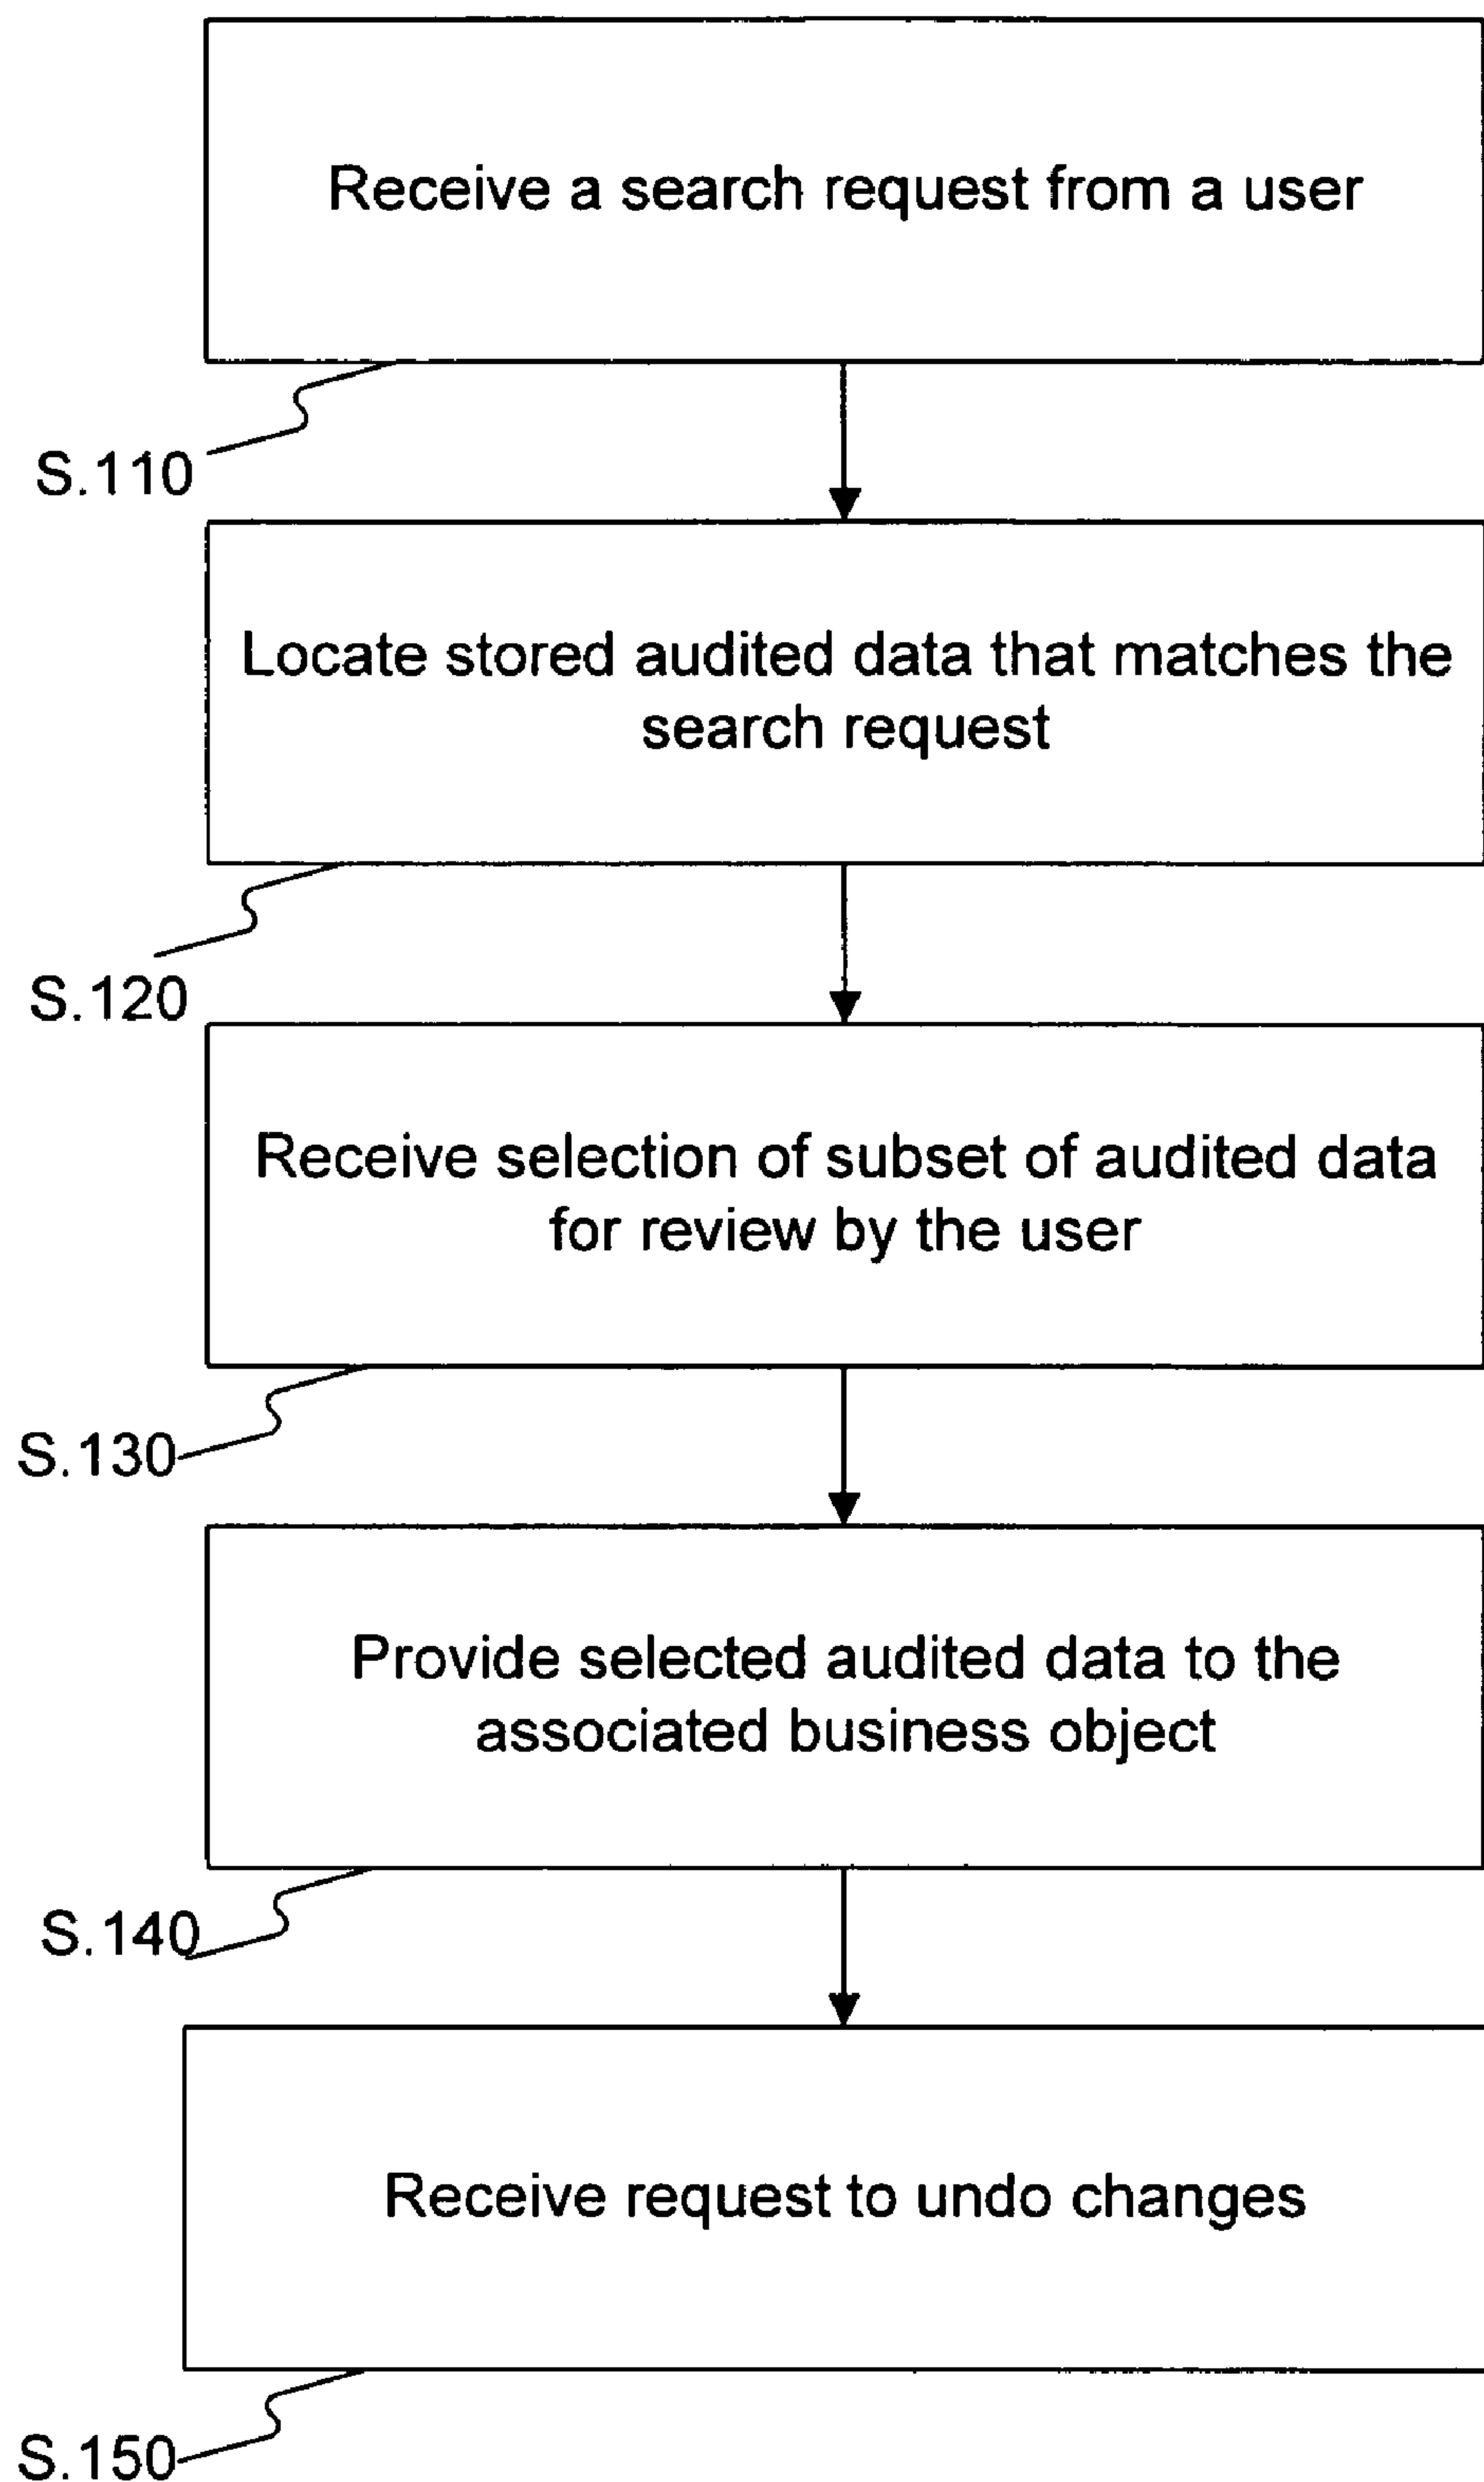 Receive a search request from a user
S.110
Locate stored audited data that matches the
search request
S.120
Receive selection of subset of audited data
for review by the user
S.130
Provide selected audited data to the
associated business object
S.140
Receive request to undo changes
S.150